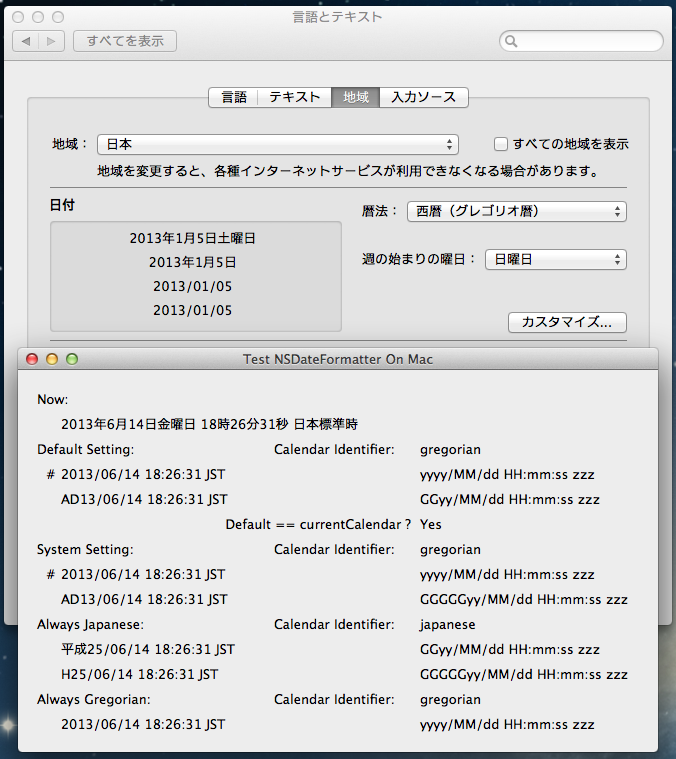 言語とテキスト
すべてを表示
言語 テキスト 地域 入力ソース
地域： 日本 すべての地域を表示
地域を変更すると、各種インターネットサービスが利用できなくなる場合があります。
日付
2013年1月5日土曜日
2013年1月5日
2013/01/05
2013/01/05
暦法： 西暦（グレゴリオ暦）
週の始まりの曜日： 日曜日
カスタマイズ...
Test NSDateFormatter On Mac
Now:
2013年6月14日金曜日 18時26分31秒 日本標準時
Default Setting: Calendar Identifier: gregorian
# 2013/06/14 18:26:31 JST yyyy/MM/dd HH:mm:ss zzz
AD13/06/14 18:26:31 JST GGyy/MM/dd HH:mm:ss zzz
Default == currentCalendar ? Yes
System Setting: Calendar Identifier: gregorian
# 2013/06/14 18:26:31 JST yyyy/MM/dd HH:mm:ss zzz
AD13/06/14 18:26:31 JST GGGGGyy/MM/dd HH:mm:ss zzz
Always Japanese: Calendar Identifier: japanese
平成25/06/14 18:26:31 JST GGyy/MM/dd HH:mm:ss zzz
H25/06/14 18:26:31 JST GGGGGyy/MM/dd HH:mm:ss zzz
Always Gregorian: Calendar Identifier: gregorian
2013/06/14 18:26:31 JST yyyy/MM/dd HH:mm:ss zzz